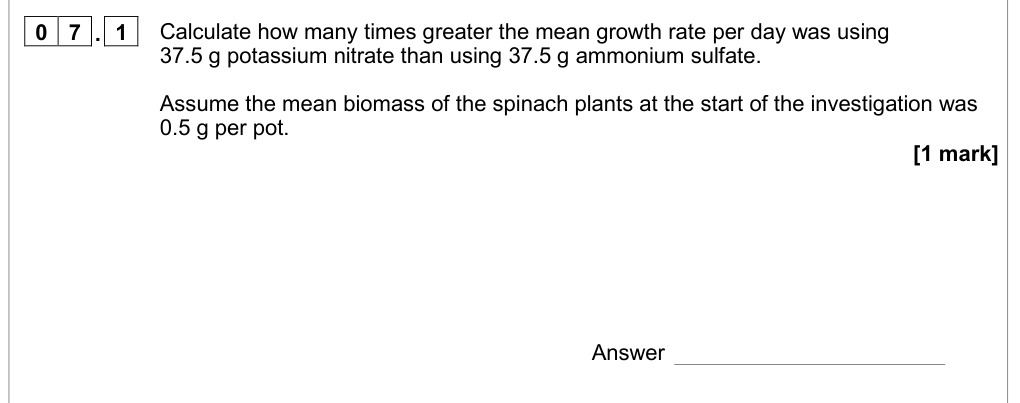 0 7 . 1 Calculate how many times greater the mean growth rate per day was using
37.5 g potassium nitrate than using 37.5 g ammonium sulfate.
Assume the mean biomass of the spinach plants at the start of the investigation was
0.5 g per pot.
[1 mark]
Answer